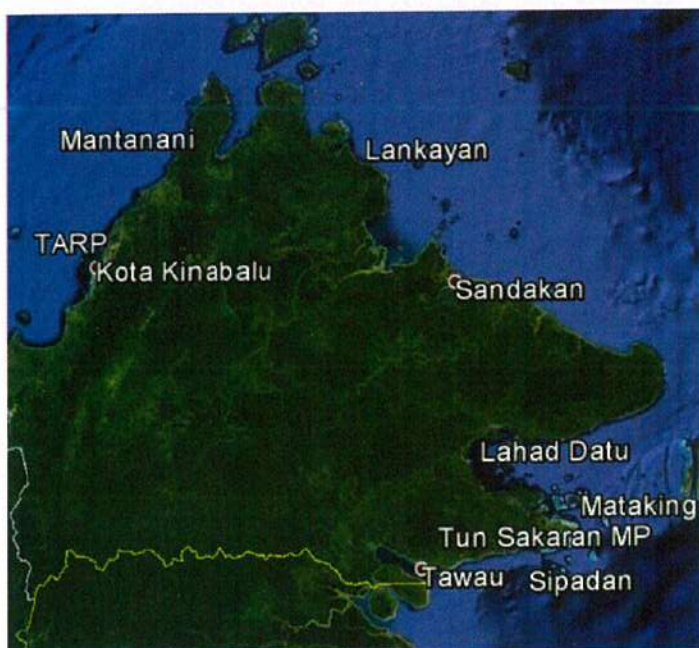 Mantanani
Lankayan
TARP
Kota Kinabalu
Sandakan
Lahad Datu
Mataking
Tun Sakaran MP
Tawau
Sipadan